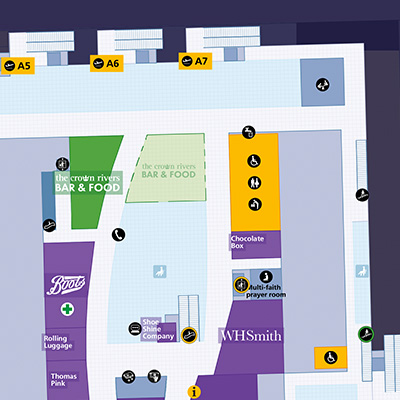 A5
A6
A7
the crown rivers
BAR & FOOD
the crown rivers
BAR & FOOD
Chocolate
Box
Boots
Multi-faith
prayer room
Shoe
Shine
Company
WHSmith
Rolling
Luggage
Thomas
Pink
i